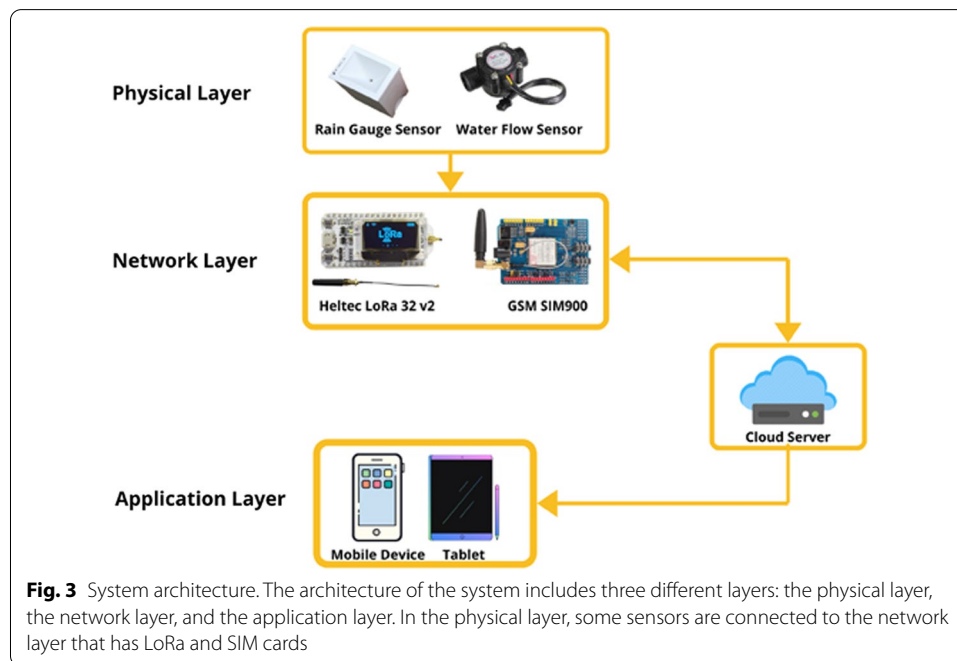 Physical Layer
Rain Gauge Sensor
Water Flow Sensor
Network Layer
LoRa
Heltec LoRa 32 v2
GSM SIM900
Cloud Server
Application Layer
Mobile Device
Tablet
Fig. 3 System architecture. The architecture of the system includes three different layers: the physical layer,
the network layer, and the application layer. In the physical layer, some sensors are connected to the network
layer that has LoRa and SIM cards